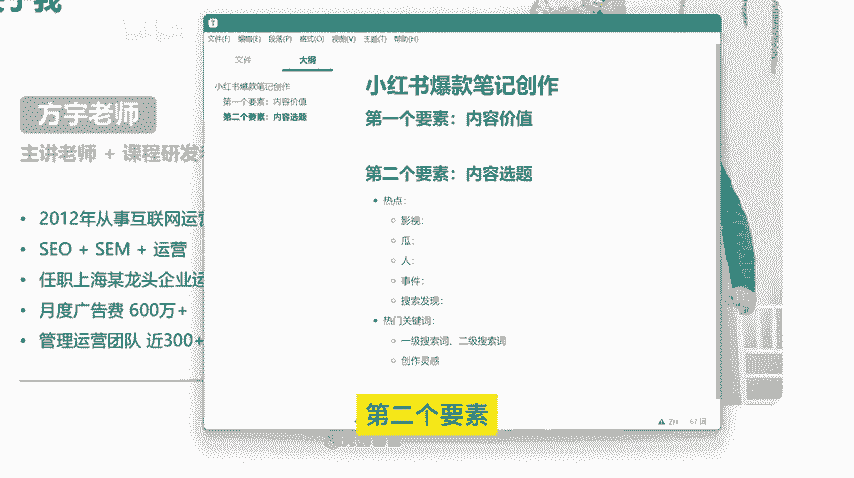 方宇老师
主讲老师 + 课程研发
2012年从事互联网运营
SEO + SEM + 运营
任职上海某龙头企业运
月度广告费 600万+
管理运营团队 近300+
文件(F) 编辑(E) 段落(P) 格式(O) 视图(V) 主题(T) 帮助(H)
文件 大纲
小红书爆款笔记创作
第一个要素：内容价值
第二个要素：内容选题
小红书爆款笔记创作
第一个要素：内容价值
第二个要素：内容选题
热点：
影视：
瓜：
人：
事件：
搜索发现：
热门关键词：
一级搜索词、二级搜索词
创作灵感
第二个要素
67 词